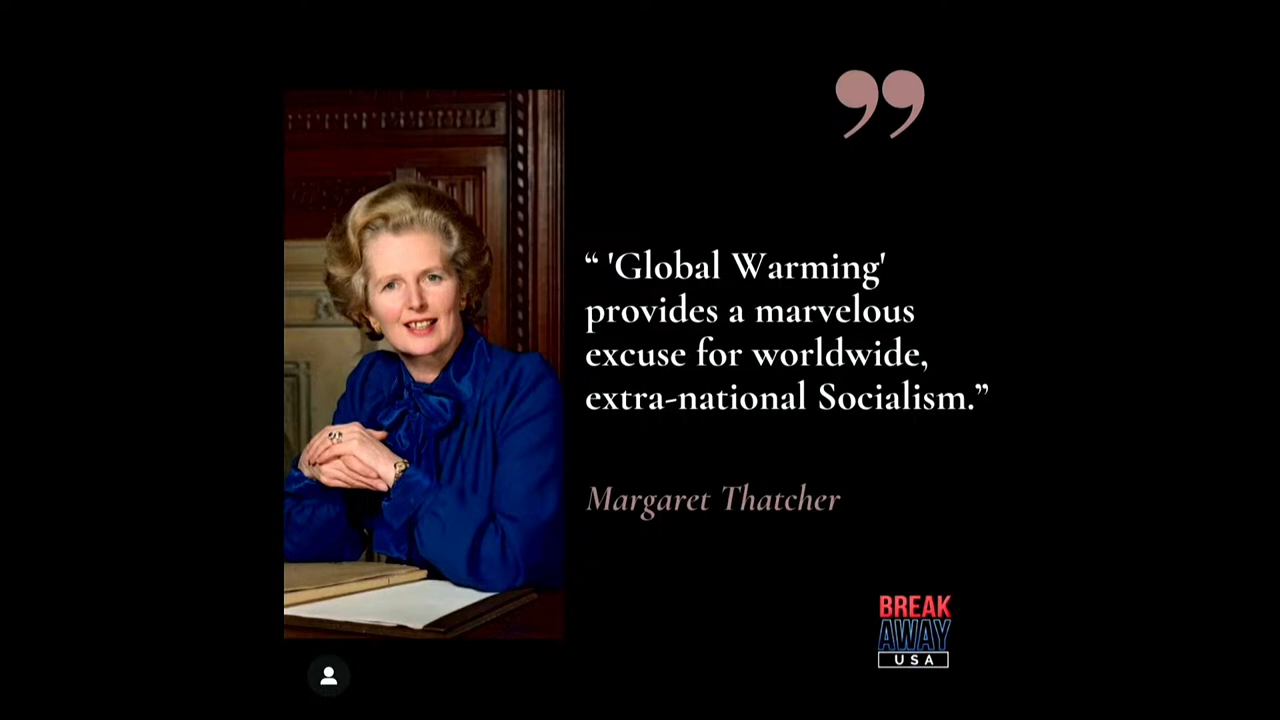 ”
“ 'Global Warming'
provides a marvelous
excuse for worldwide,
extra-national Socialism.”
Margaret Thatcher
BREAK
AWAY
USA